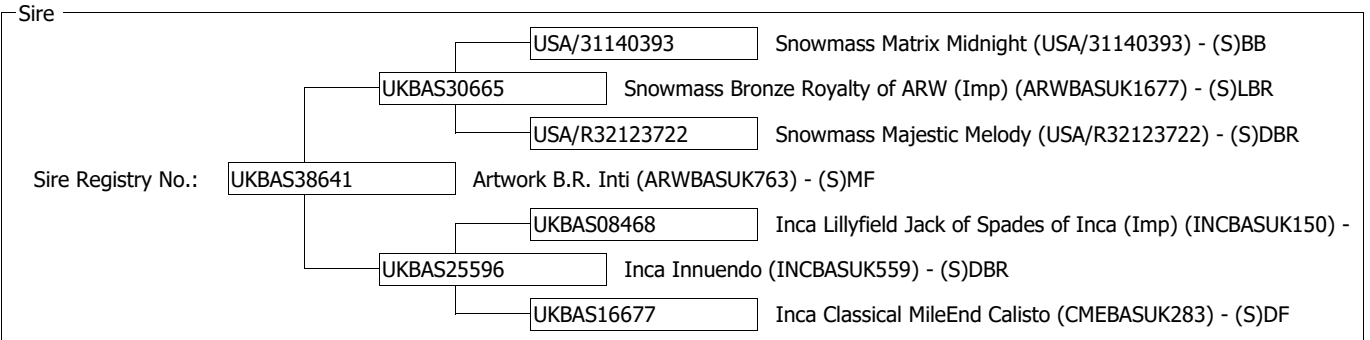 Sire
USA/31140393 Snowmass Matrix Midnight (USA/31140393) - (S)BB
UKBAS30665 Snowmass Bronze Royalty of ARW (Imp) (ARWBASUK1677) - (S)LBR
USA/R32123722 Snowmass Majestic Melody (USA/R32123722) - (S)DBR
Sire Registry No.: UKBAS38641 Artwork B.R. Inti (ARWBASUK763) - (S)MF
UKBAS08468 Inca Lillyfield Jack of Spades of Inca (Imp) (INCBASUK150) -
UKBAS25596 Inca Innuendo (INCBASUK559) - (S)DBR
UKBAS16677 Inca Classical MileEnd Calisto (CMEBASUK283) - (S)DF